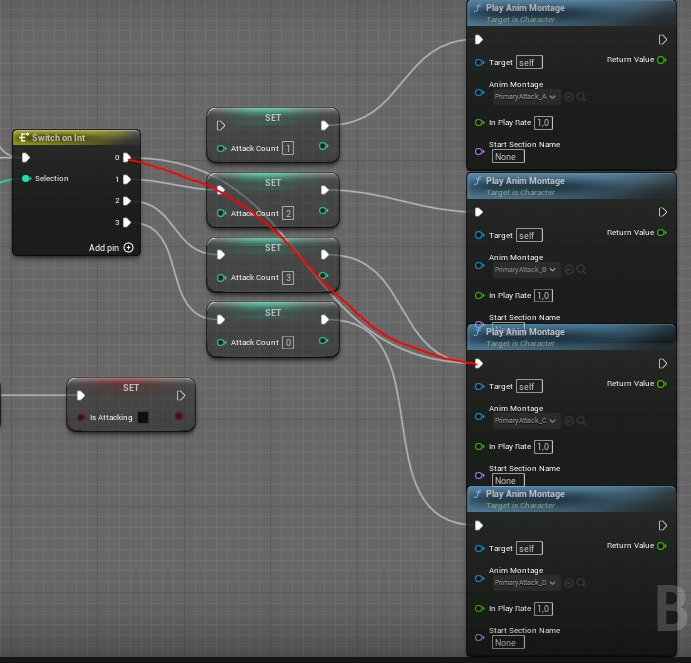 Switch on Int
0
Selection
1
2
3
Add pin
SET
Attack Count 1
SET
Attack Count 2
SET
Attack Count 3
SET
Attack Count 0
SET
Is Attacking
Play Anim Montage
Target is Character
Target self
Return Value
Anim Montage
PrimaryAttack_A
In Play Rate 1,0
Start Section Name
None
Play Anim Montage
Target is Character
Target self
Return Value
Anim Montage
PrimaryAttack_B
In Play Rate 1,0
Start Section Name
Play Anim Montage
Target is Character
Target self
Return Value
Anim Montage
PrimaryAttack_C
In Play Rate 1,0
Start Section Name
None
Play Anim Montage
Target is Character
Target self
Return Value
Anim Montage
PrimaryAttack_D
In Play Rate 1,0
Start Section Name
None
B